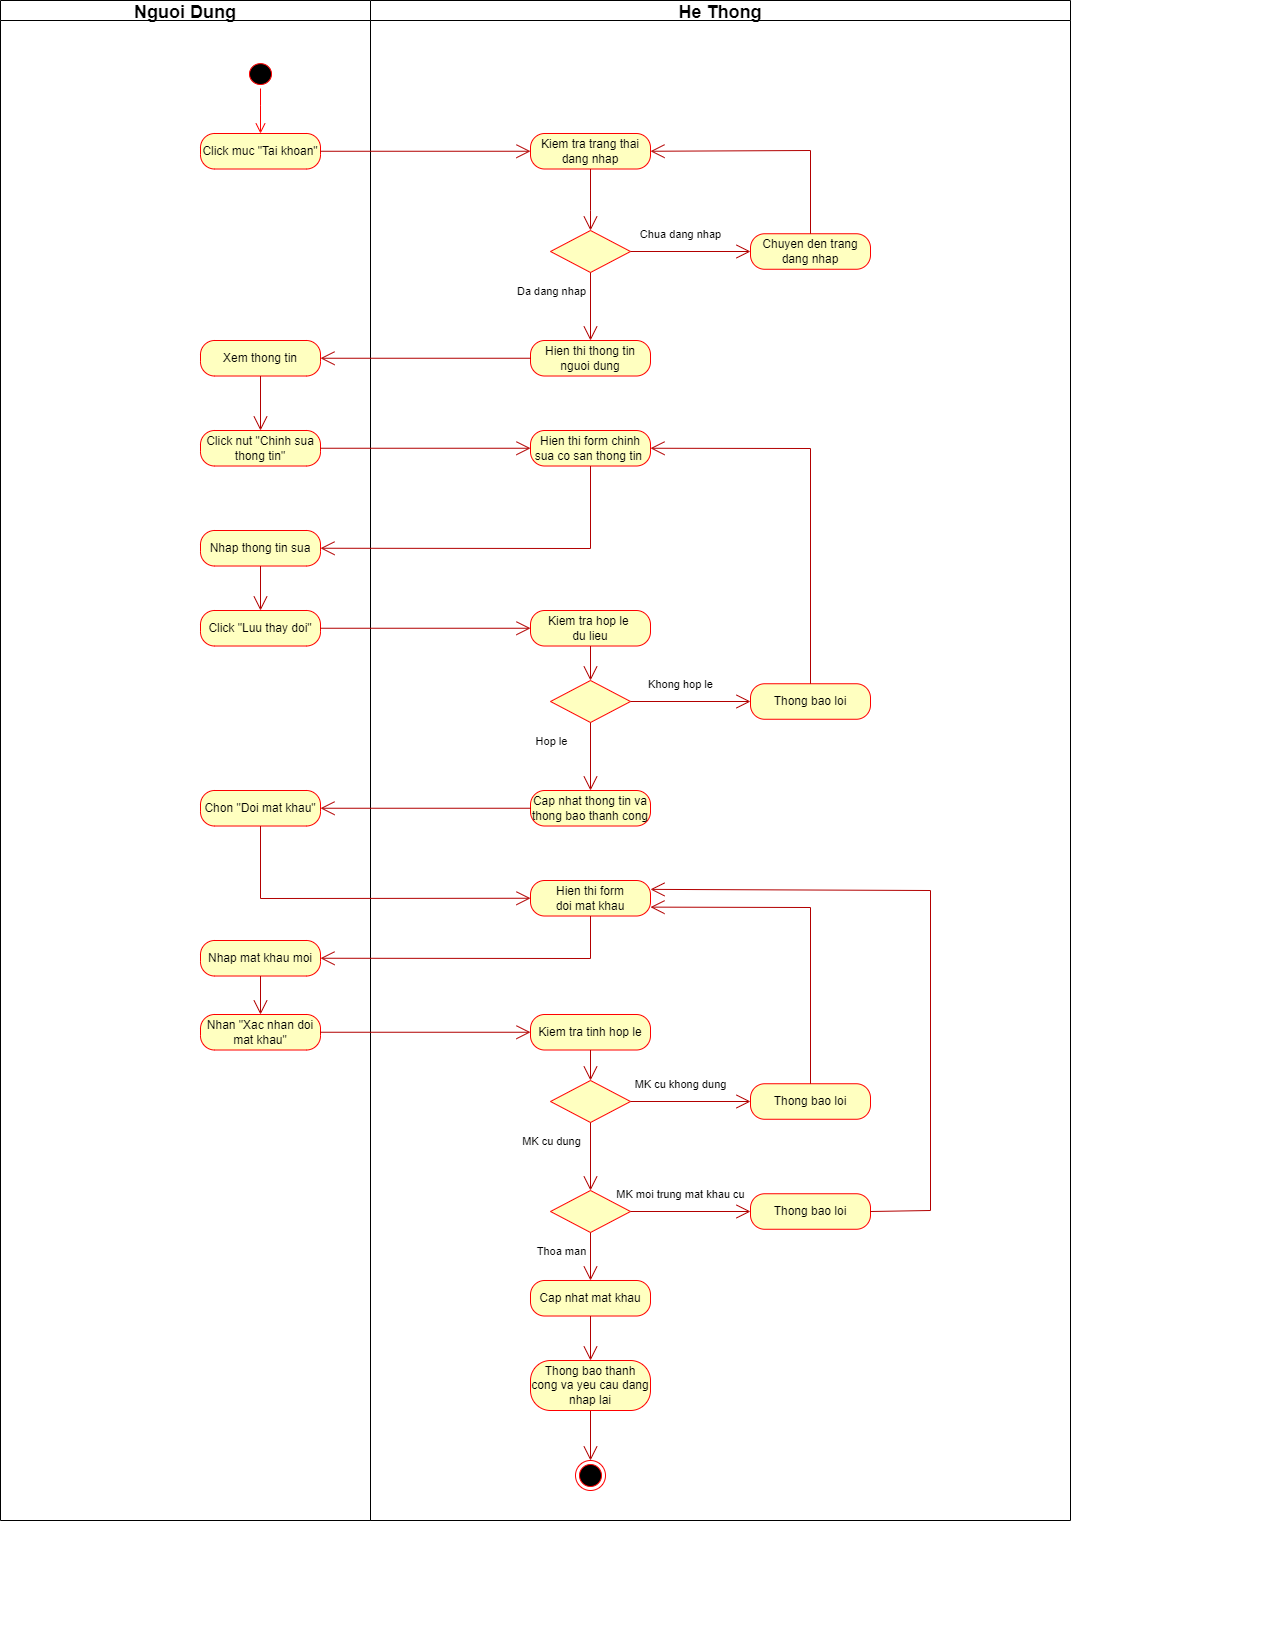 Nguoi Dung
He Thong
Click muc "Tai khoan"
Kiem tra trang thai
dang nhap
Chua dang nhap
Chuyen den trang
dang nhap
Da dang nhap
Xem thong tin
Hien thi thong tin
nguoi dung
Click nut "Chinh sua
thong tin"
Hien thi form chinh
sua co san thong tin
Nhap thong tin sua
Click "Luu thay doi"
Kiem tra hop le
du lieu
Khong hop le
Thong bao loi
Hop le
Chon "Doi mat khau"
Cap nhat thong tin va
thong bao thanh cong
Hien thi form
doi mat khau
Nhap mat khau moi
Nhan "Xac nhan doi
mat khau"
Kiem tra tinh hop le
MK cu khong dung
Thong bao loi
MK cu dung
MK moi trung mat khau cu
Thong bao loi
Thoa man
Cap nhat mat khau
Thong bao thanh
cong va yeu cau dang
nhap lai